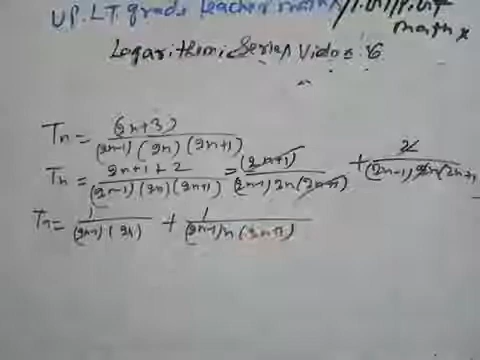 UP.L.T. grade teacher math
math x
Logarithmic Series Video : 6
Tn = (2n+3) / (2n-1) (2n) (2n+1)
Tn = 2n+1+2 / (2n-1) (2n) (2n+1) = (2n+1) / (2n-1) 2n (2n+1) + 2 / (2n-1) 2n (2n+1
Tn = 1 / (2n-1) (2n) + 1 / (2n-1) n (2n+1)